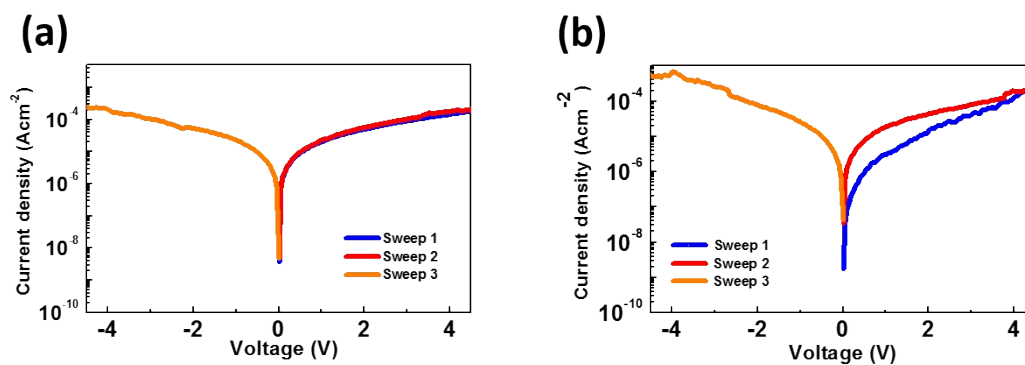 (a)
Current density (Acm⁻²)
10⁻⁴
10⁻⁶
10⁻⁸
10⁻¹⁰
-4
-2
0
2
4
Voltage (V)
Sweep 1
Sweep 2
Sweep 3
(b)
Current density (Acm⁻²)
10⁻⁴
10⁻⁶
10⁻⁸
10⁻¹⁰
-4
-2
0
2
4
Voltage (V)
Sweep 1
Sweep 2
Sweep 3